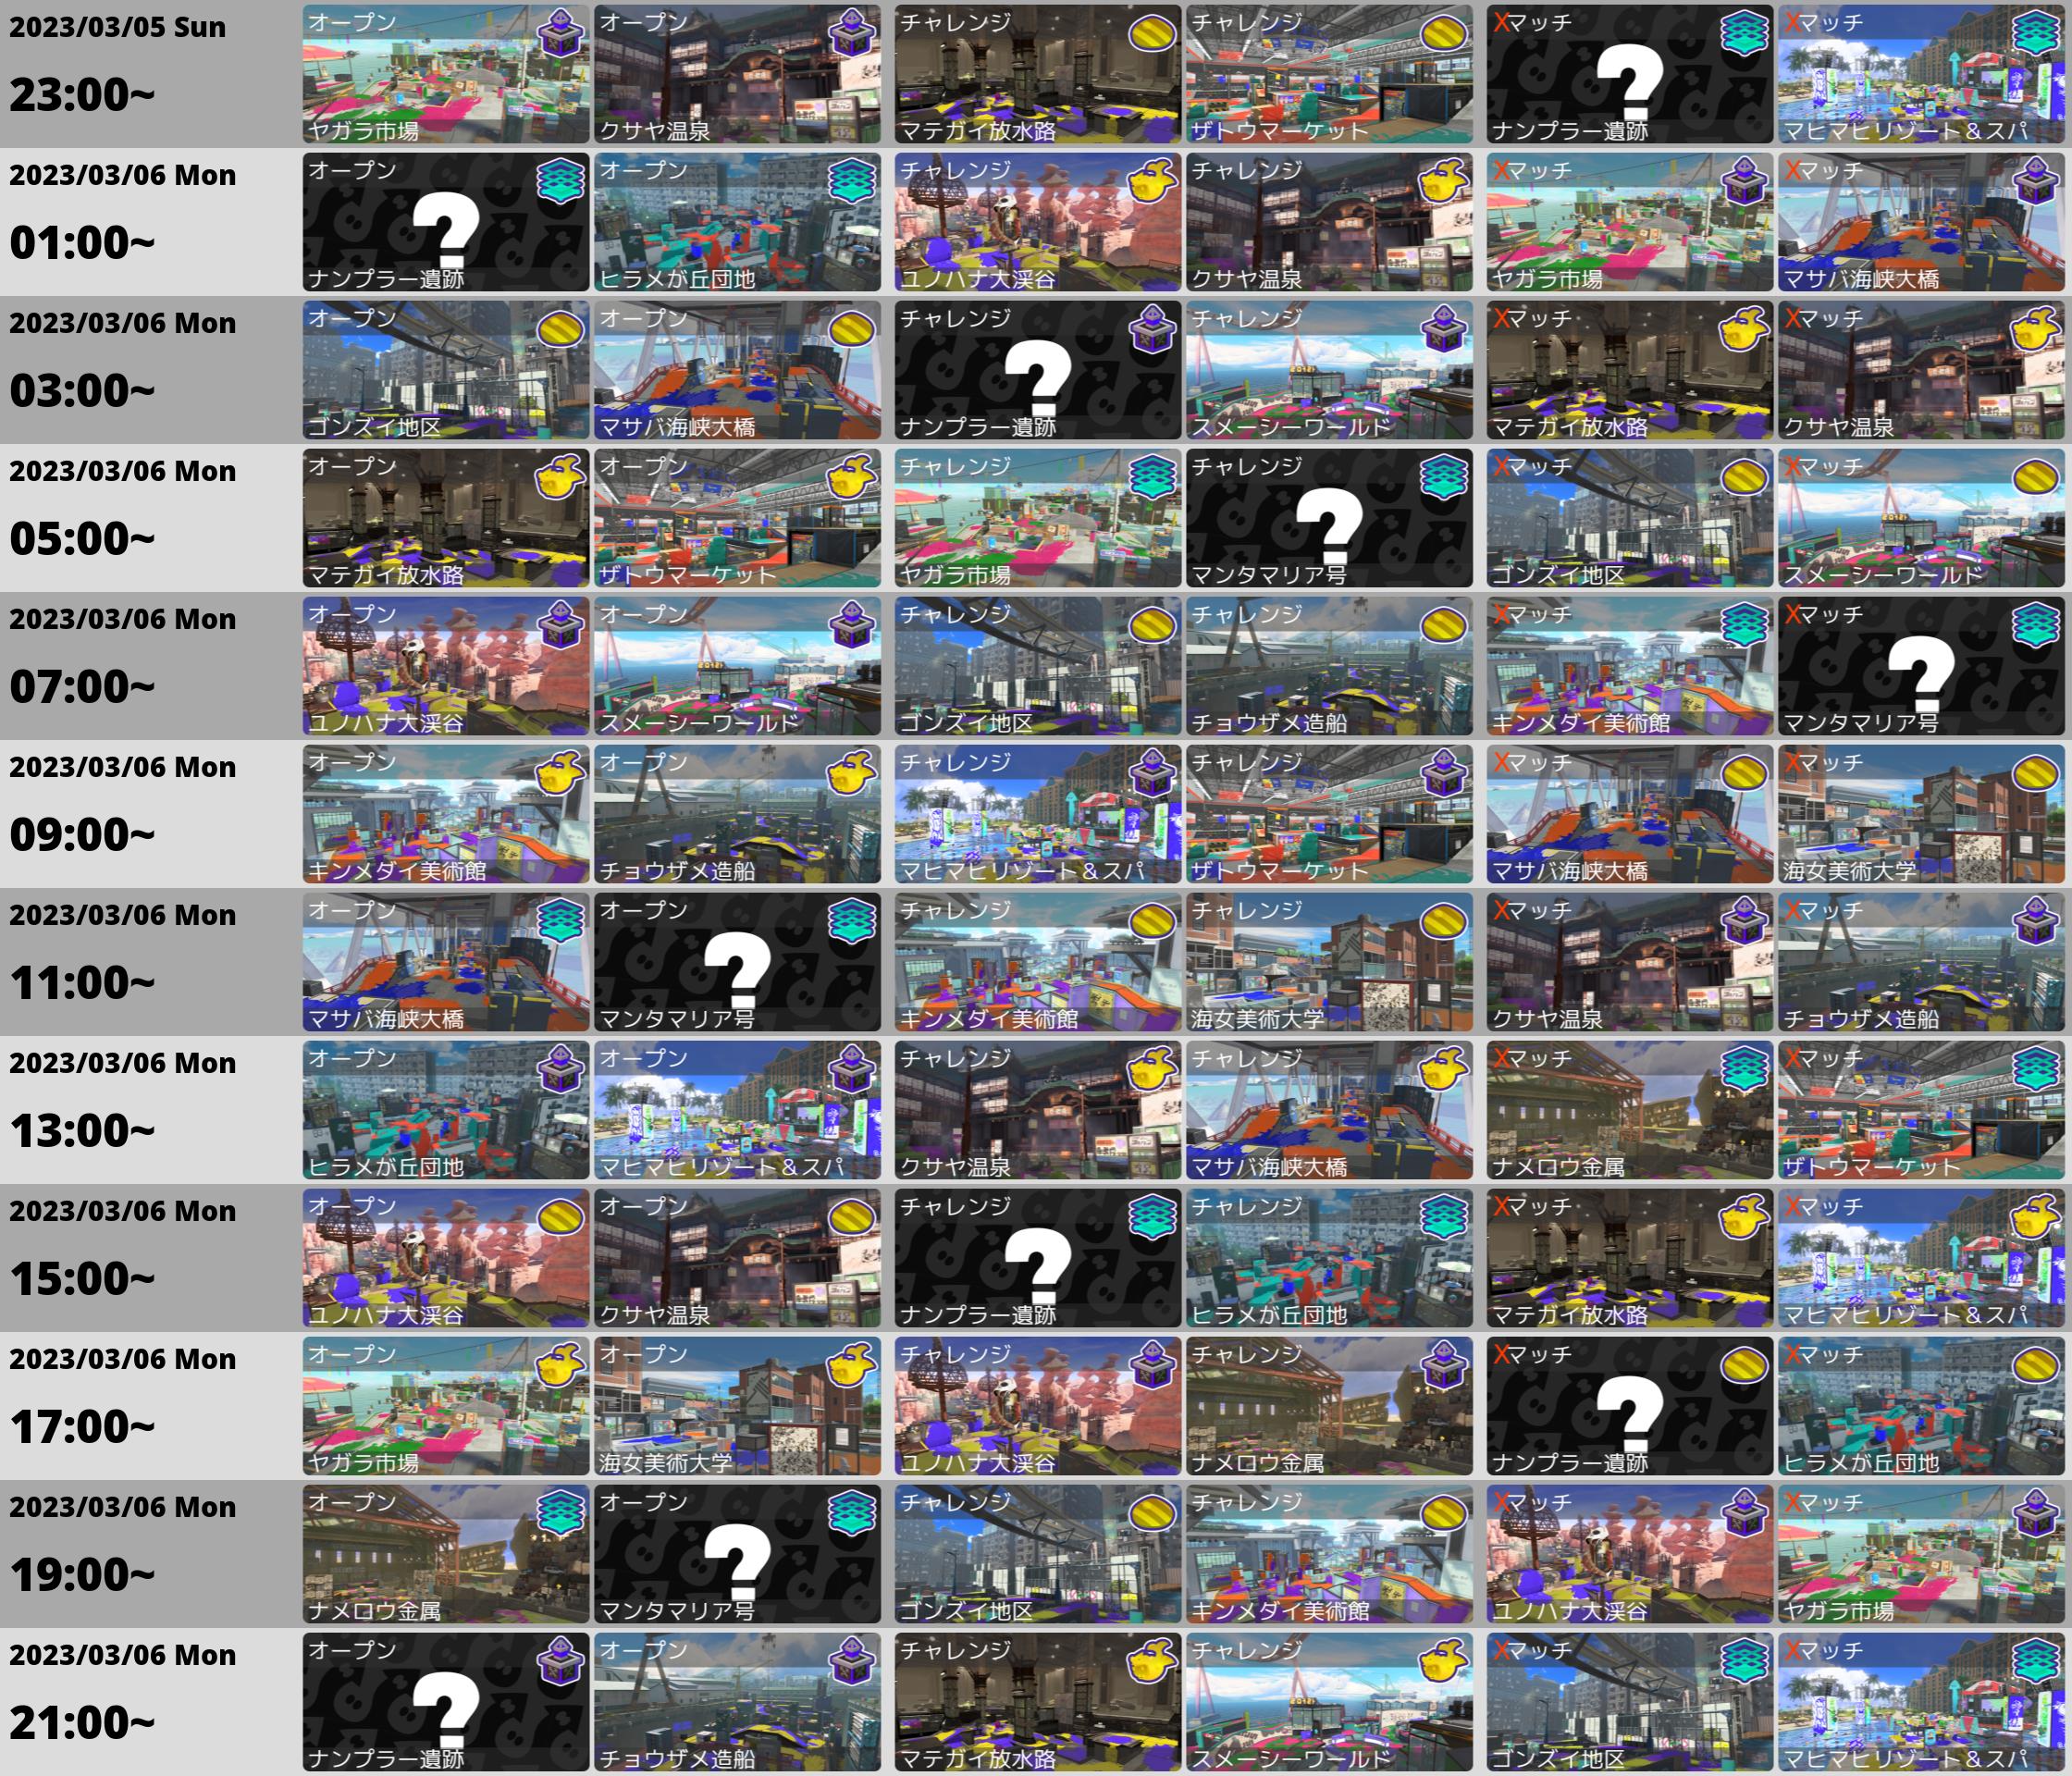 2023/03/05 Sun
23:00~
オープン オープン チャレンジ チャレンジ Xマッチ Xマッチ
ヤガラ市場 クサヤ温泉 マテガイ放水路 ザトウマーケット ナンプラー遺跡 マヒマヒリゾート＆スパ
2023/03/06 Mon
01:00~
オープン オープン チャレンジ チャレンジ Xマッチ Xマッチ
ナンプラー遺跡 ヒラメが丘団地 ユノハナ大渓谷 クサヤ温泉 ヤガラ市場 マサバ海峡大橋
2023/03/06 Mon
03:00~
オープン オープン チャレンジ チャレンジ Xマッチ Xマッチ
ゴンズイ地区 マサバ海峡大橋 ナンプラー遺跡 スメーシーワールド マテガイ放水路 クサヤ温泉
2023/03/06 Mon
05:00~
オープン オープン チャレンジ チャレンジ Xマッチ Xマッチ
マテガイ放水路 ザトウマーケット ヤガラ市場 マンタマリア号 ゴンズイ地区 スメーシーワールド
2023/03/06 Mon
07:00~
オープン オープン チャレンジ チャレンジ Xマッチ Xマッチ
ユノハナ大渓谷 スメーシーワールド ゴンズイ地区 チョウザメ造船 キンメダイ美術館 マンタマリア号
2023/03/06 Mon
09:00~
オープン オープン チャレンジ チャレンジ Xマッチ Xマッチ
キンメダイ美術館 チョウザメ造船 マヒマヒリゾート＆スパ ザトウマーケット マサバ海峡大橋 海女美術大学
2023/03/06 Mon
11:00~
オープン オープン チャレンジ チャレンジ Xマッチ Xマッチ
マサバ海峡大橋 マンタマリア号 キンメダイ美術館 海女美術大学 クサヤ温泉 チョウザメ造船
2023/03/06 Mon
13:00~
オープン オープン チャレンジ チャレンジ Xマッチ Xマッチ
ヒラメが丘団地 マヒマヒリゾート＆スパ クサヤ温泉 マサバ海峡大橋 ナメロウ金属 ザトウマーケット
2023/03/06 Mon
15:00~
オープン オープン チャレンジ チャレンジ Xマッチ Xマッチ
ユノハナ大渓谷 クサヤ温泉 ナンプラー遺跡 ヒラメが丘団地 マテガイ放水路 マヒマヒリゾート＆スパ
2023/03/06 Mon
17:00~
オープン オープン チャレンジ チャレンジ Xマッチ Xマッチ
ヤガラ市場 海女美術大学 ユノハナ大渓谷 ナメロウ金属 ナンプラー遺跡 ヒラメが丘団地
2023/03/06 Mon
19:00~
オープン オープン チャレンジ チャレンジ Xマッチ Xマッチ
ナメロウ金属 マンタマリア号 ゴンズイ地区 キンメダイ美術館 ユノハナ大渓谷 ヤガラ市場
2023/03/06 Mon
21:00~
オープン オープン チャレンジ チャレンジ Xマッチ Xマッチ
ナンプラー遺跡 チョウザメ造船 マテガイ放水路 スメーシーワールド ゴンズイ地区 マヒマヒリゾート＆スパ